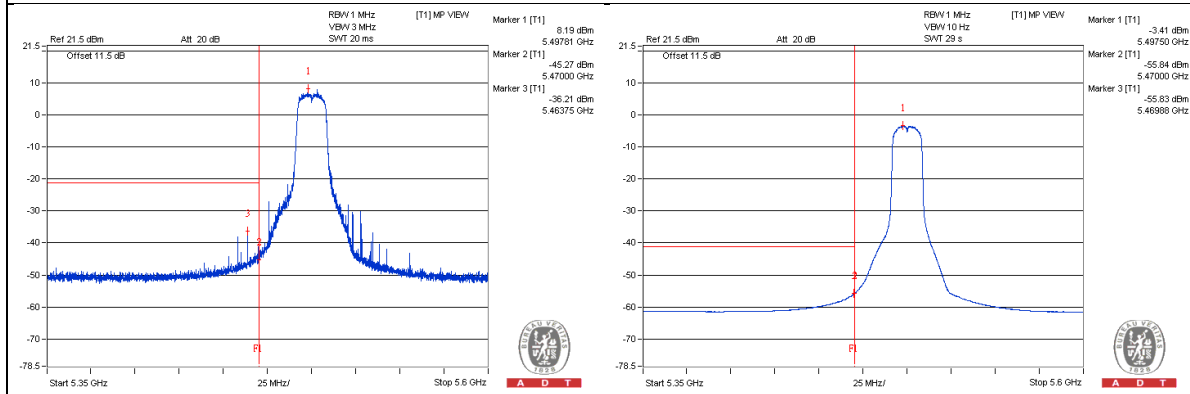 RBW 1 MHz
VBW 3 MHz
SWT 20 ms
[T1] MP VIEW
Ref 21.5 dBm
Att 20 dB
Offset 11.5 dB
Marker 1 [T1]
8.19 dBm
5.49781 GHz
Marker 2 [T1]
-45.27 dBm
5.47000 GHz
Marker 3 [T1]
-36.21 dBm
5.46375 GHz
21.5
10
0
-10
-20
-30
-40
-50
-60
-70
-78.5
1
3
2
F1
Start 5.35 GHz
25 MHz/
Stop 5.6 GHz
BUREAU VERITAS
1828
A D T
RBW 1 MHz
VBW 10 Hz
SWT 29 s
[T1] MP VIEW
Ref 21.5 dBm
Att 20 dB
Offset 11.5 dB
Marker 1 [T1]
-3.41 dBm
5.49750 GHz
Marker 2 [T1]
-55.84 dBm
5.47000 GHz
Marker 3 [T1]
-55.83 dBm
5.46988 GHz
21.5
10
0
-10
-20
-30
-40
-50
-60
-70
-78.5
1
2
F1
Start 5.35 GHz
25 MHz/
Stop 5.6 GHz
BUREAU VERITAS
1828
A D T